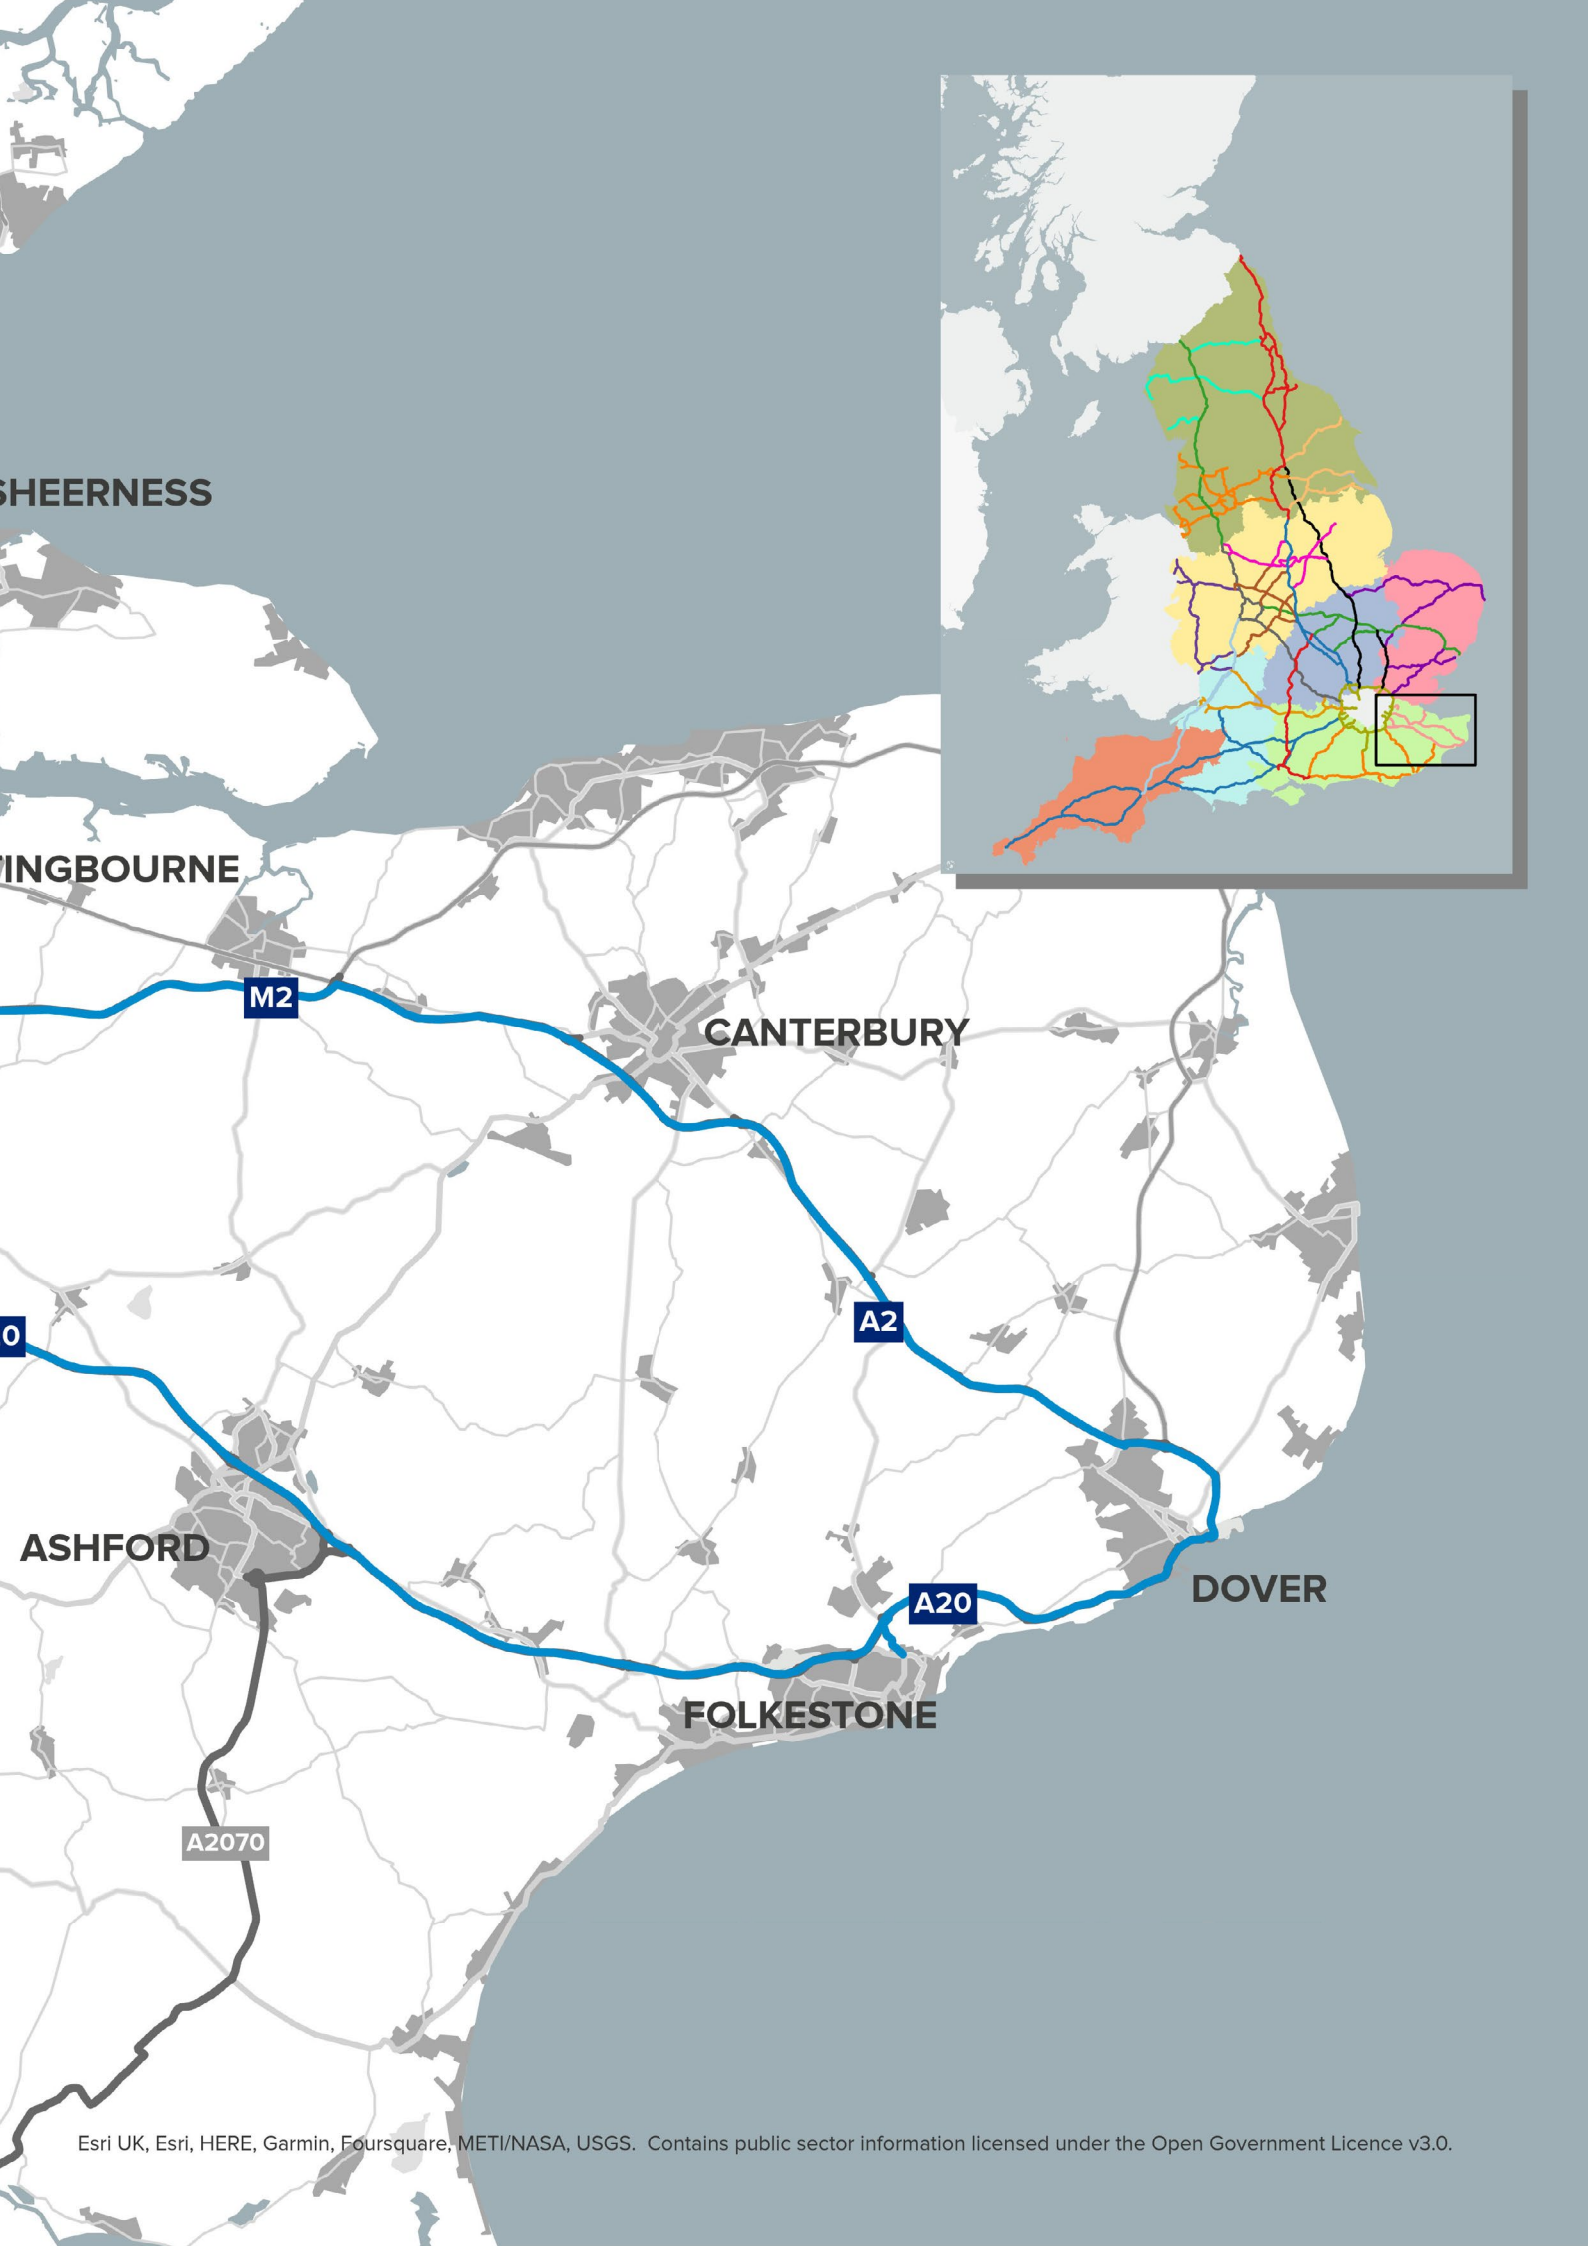 SHEERNESS
TINGBOURNE
M2
CANTERBURY
A2
0
ASHFORD
DOVER
A20
FOLKESTONE
A2070
Esri UK, Esri, HERE, Garmin, Foursquare, METI/NASA, USGS.  Contains public sector information licensed under the Open Government Licence v3.0.